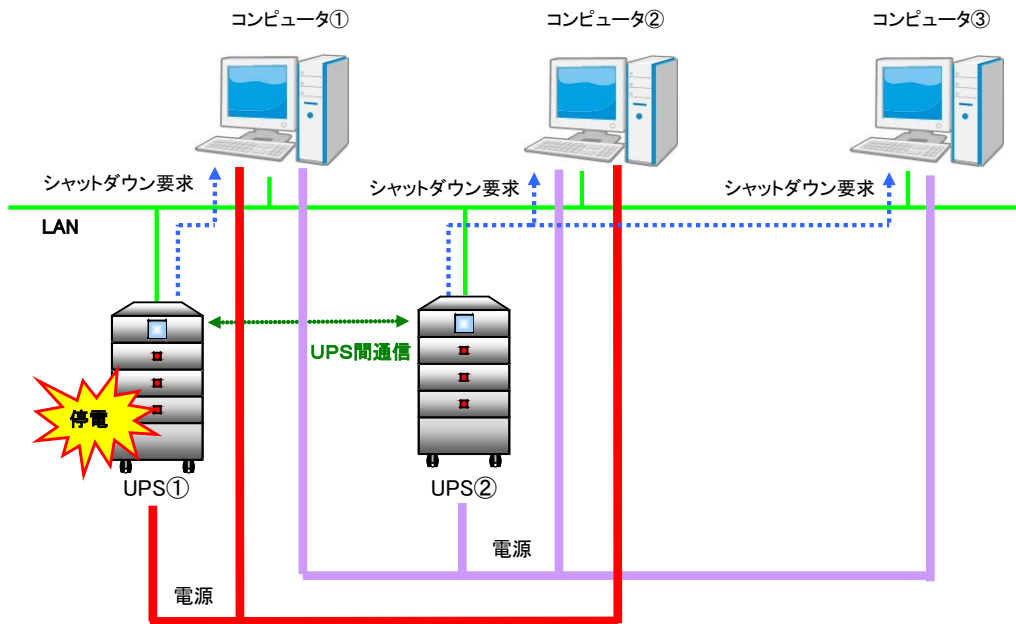 コンピュータ①
コンピュータ②
コンピュータ③
シャットダウン要求
シャットダウン要求
シャットダウン要求
LAN
UPS間通信
停電
UPS①
UPS②
電源
電源